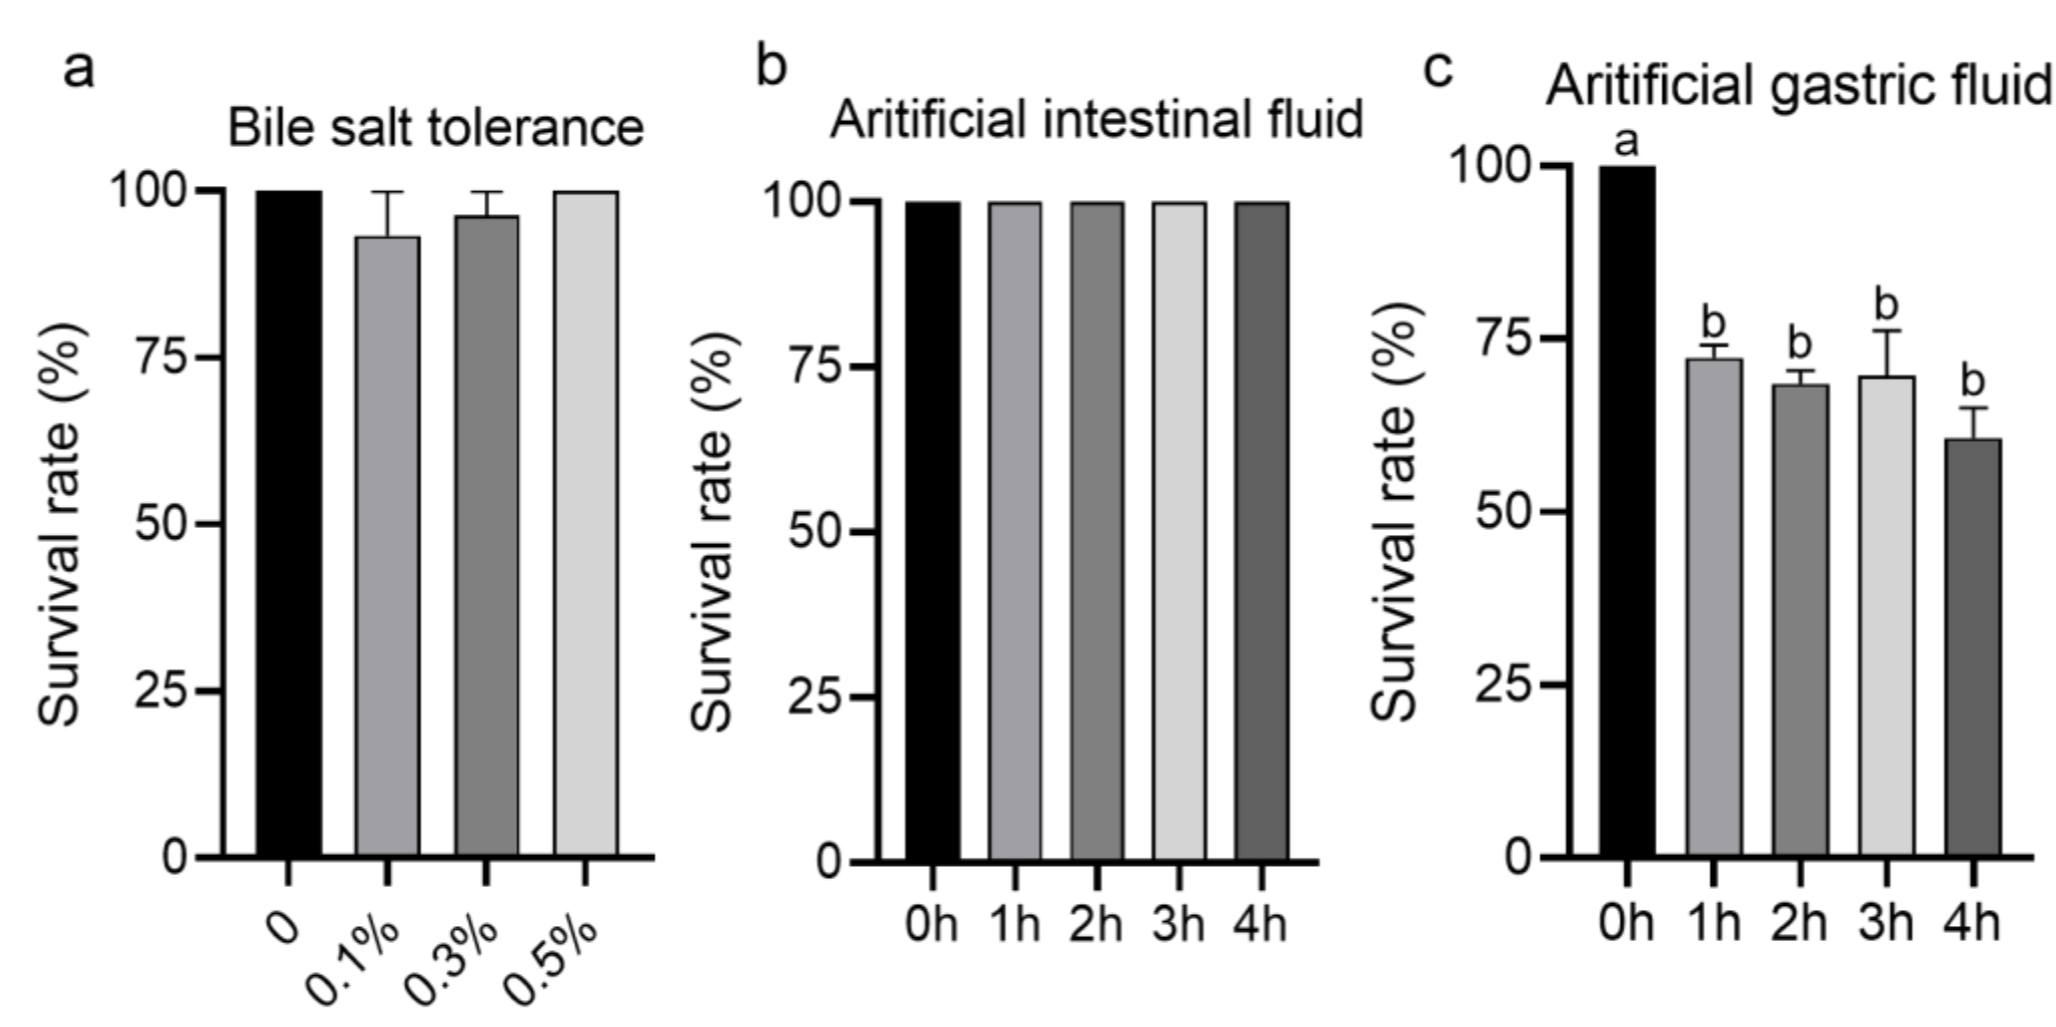 a
Bile salt tolerance
Survival rate (%)
100
75
50
25
0
0
0.1%
0.3%
0.5%
b
Aritificial intestinal fluid
Survival rate (%)
100
75
50
25
0
0h
1h
2h
3h
4h
c
Aritificial gastric fluid
Survival rate (%)
100
75
50
25
0
a
b
b
b
b
0h
1h
2h
3h
4h